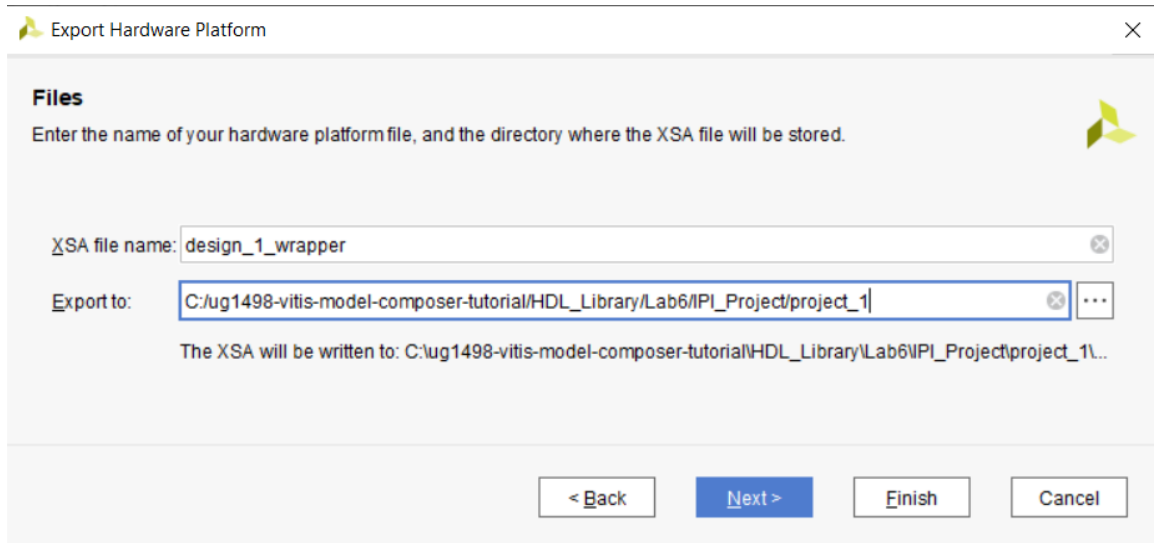 Export Hardware Platform
Files
Enter the name of your hardware platform file, and the directory where the XSA file will be stored.
XSA file name: design_1_wrapper
Export to: C:/ug1498-vitis-model-composer-tutorial/HDL_Library/Lab6/IPI_Project/project_1
The XSA will be written to: C:\ug1498-vitis-model-composer-tutorial\HDL_Library\Lab6\IPI_Project\project_1\...
< Back Next > Finish Cancel